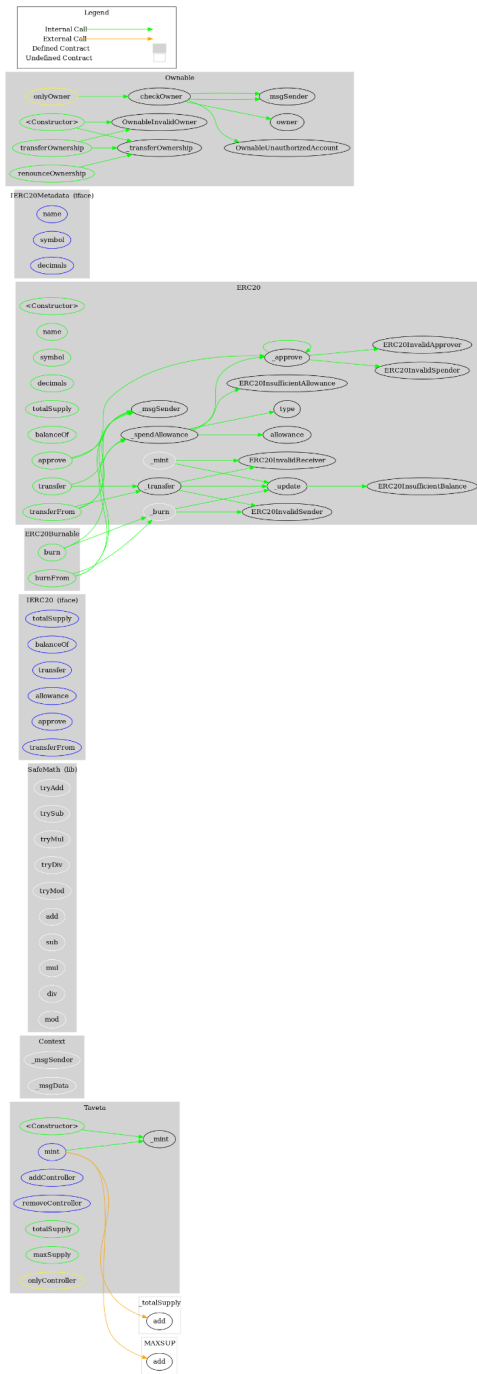 Legend
Internal Call
External Call
Defined Contract
Undefined Contract
Ownable
onlyOwner
_checkOwner
_msgSender
<Constructor>
OwnableInvalidOwner
owner
transferOwnership
_transferOwnership
OwnableUnauthorizedAccount
renounceOwnership
IERC20Metadata (iface)
name
symbol
decimals
ERC20
<Constructor>
name
symbol
decimals
totalSupply
balanceOf
approve
transfer
transferFrom
_msgSender
_spendAllowance
_mint
_transfer
_burn
_approve
ERC20InsufficientAllowance
type
allowance
ERC20InvalidReceiver
_update
ERC20InvalidSender
ERC20InvalidApprover
ERC20InvalidSpender
ERC20InsufficientBalance
ERC20Burnable
burn
burnFrom
IERC20 (iface)
totalSupply
balanceOf
transfer
allowance
approve
transferFrom
SafeMath (lib)
tryAdd
trySub
tryMul
tryDiv
tryMod
add
sub
mul
div
mod
Context
_msgSender
_msgData
Taveta
<Constructor>
_mint
mint
addController
removeController
totalSupply
maxSupply
onlyController
_totalSupply
add
MAXSUP
add